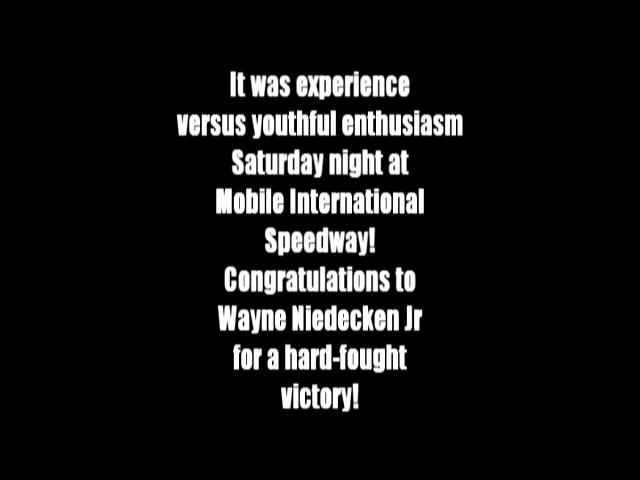 It was experience
versus youthful enthusiasm
Saturday night at
Mobile International
Speedway!
Congratulations to
Wayne Niedecken Jr
for a hard-fought
victory!